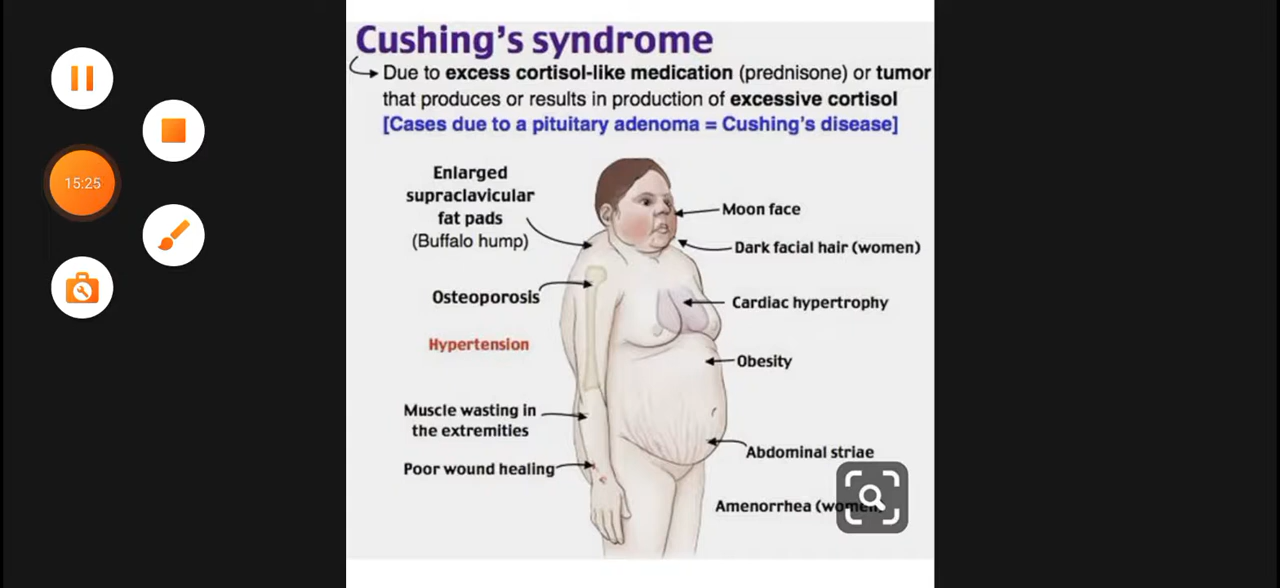 Cushing's syndrome
Due to excess cortisol-like medication (prednisone) or tumor
that produces or results in production of excessive cortisol
[Cases due to a pituitary adenoma = Cushing's disease]
Enlarged
supraclavicular
fat pads
(Buffalo hump)
Moon face
Dark facial hair (women)
Osteoporosis
Cardiac hypertrophy
Hypertension
Obesity
Muscle wasting in
the extremities
Abdominal striae
Poor wound healing
Amenorrhea (women)
15:25